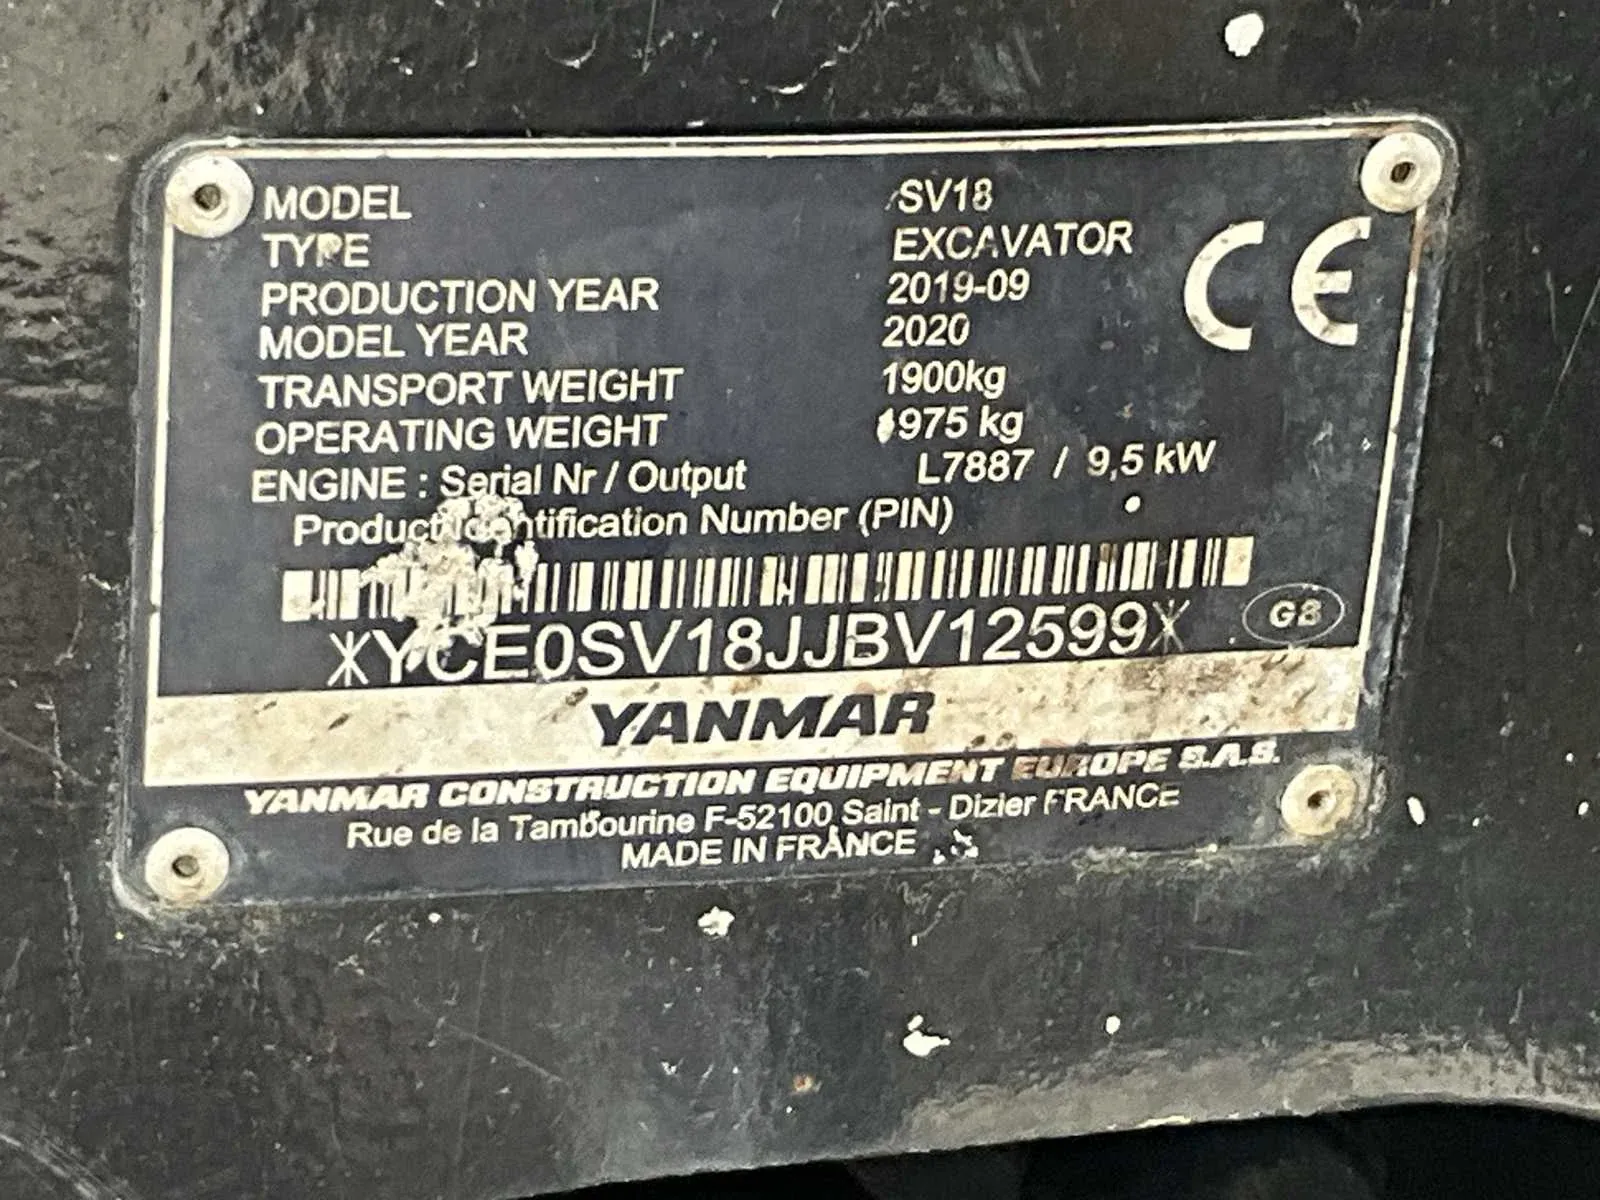 MODEL SV18
TYPE EXCAVATOR
PRODUCTION YEAR 2019-09
MODEL YEAR 2020
TRANSPORT WEIGHT 1900kg
OPERATING WEIGHT 1975 kg
ENGINE : Serial Nr / Output L7887 / 9,5 kW
CE
Product Identification Number (PIN)
*YCE0SV18JJBV12599*
GB
YANMAR
YANMAR CONSTRUCTION EQUIPMENT EUROPE S.A.S.
Rue de la Tambourine F-52100 Saint - Dizier FRANCE
MADE IN FRANCE